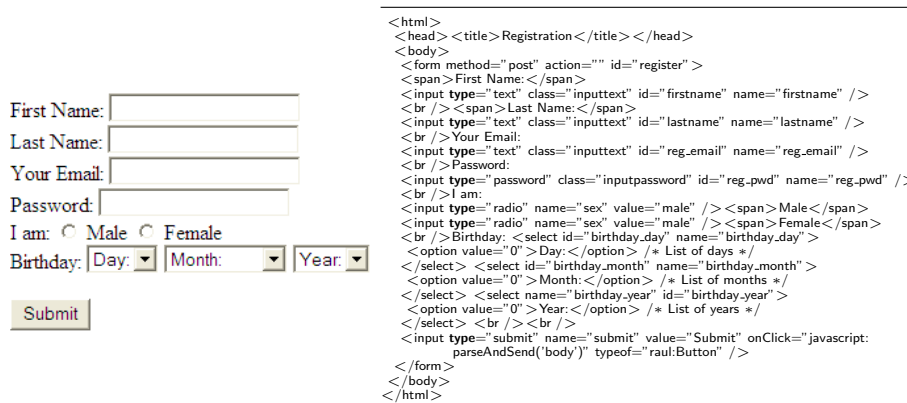 First Name:
Last Name:
Your Email:
Password:
I am: Male Female
Birthday: Day: Month: Year:
Submit
<html>
<head><title>Registration</title></head>
<body>
<form method="post" action="" id="register">
<span>First Name:</span>
<input type="text" class="inputtext" id="firstname" name="firstname" />
<br /><span>Last Name:</span>
<input type="text" class="inputtext" id="lastname" name="lastname" />
<br />Your Email:
<input type="text" class="inputtext" id="reg_email" name="reg_email" />
<br />Password:
<input type="password" class="inputpassword" id="reg_pwd" name="reg_pwd" />
<br />I am:
<input type="radio" name="sex" value="male" /><span>Male</span>
<input type="radio" name="sex" value="male" /><span>Female</span>
<br />Birthday: <select id="birthday_day" name="birthday_day">
<option value="0">Day:</option> /* List of days */
</select> <select id="birthday_month" name="birthday_month">
<option value="0">Month:</option> /* List of months */
</select> <select name="birthday_year" id="birthday_year">
<option value="0">Year:</option> /* List of years */
</select> <br /><br />
<input type="submit" name="submit" value="Submit" onClick="javascript:
parseAndSend('body')" typeof="raul:Button" />
</form>
</body>
</html>